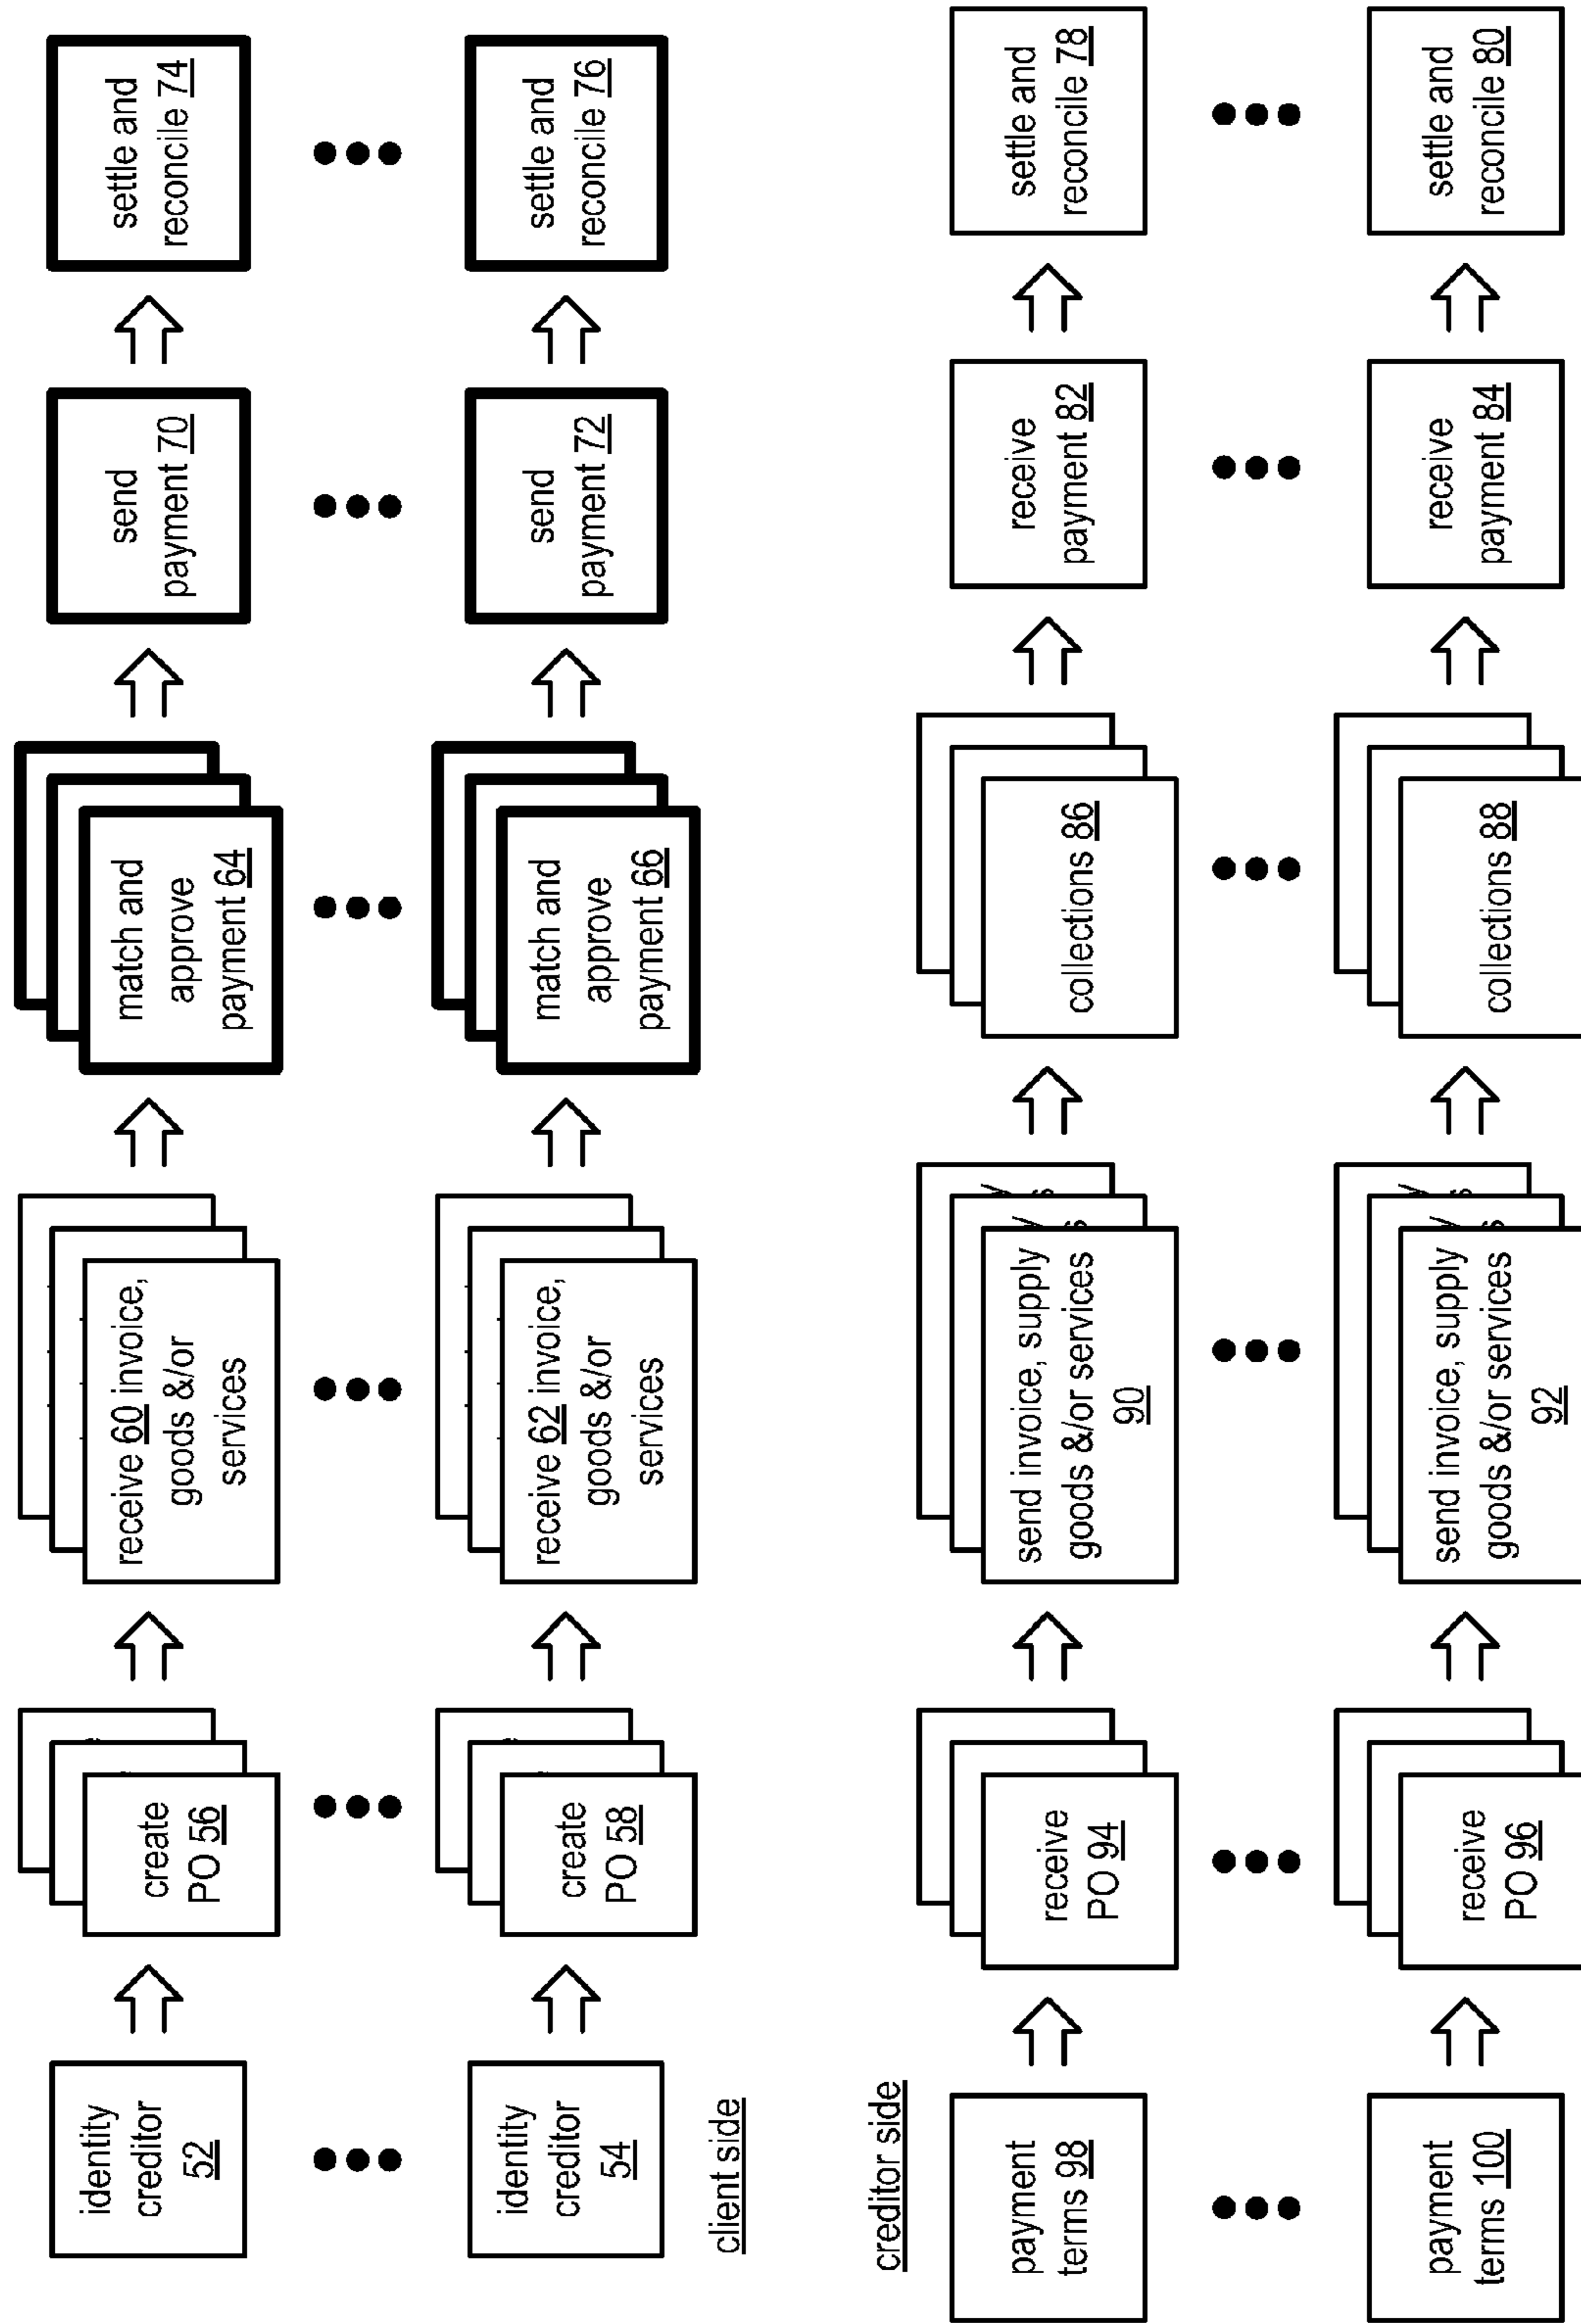 identity
creditor
52
create
PO 56
receive 60 invoice,
goods &/or
services
match and
approve
payment 64
send
payment 70
settle and
reconcile 74
identity
creditor
54
create
PO 58
receive 62 invoice,
goods &/or
services
match and
approve
payment 66
send
payment 72
settle and
reconcile 76
client side
creditor side
payment
terms 98
receive
PO 94
send invoice, supply
goods &/or services
90
collections 86
receive
payment 82
settle and
reconcile 78
payment
terms 100
receive
PO 96
send invoice, supply
goods &/or services
92
collections 88
receive
payment 84
settle and
reconcile 80